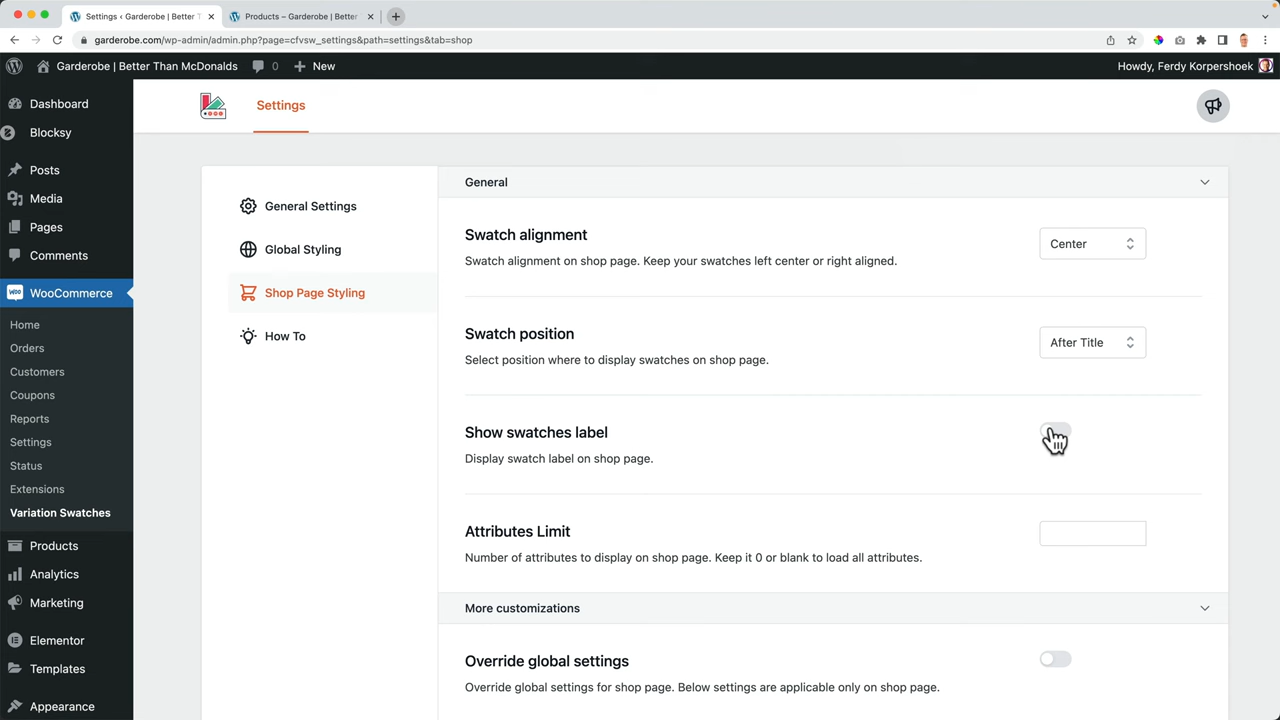 Settings ‹ Garderobe | Better T
Products – Garderobe | Better
garderobe.com/wp-admin/admin.php?page=cfvsw_settings&path=settings&tab=shop
Garderobe | Better Than McDonalds
0
New
Howdy, Ferdy Korpershoek
Dashboard
Blocksy
Posts
Media
Pages
Comments
WooCommerce
Home
Orders
Customers
Coupons
Reports
Settings
Status
Extensions
Variation Swatches
Products
Analytics
Marketing
Elementor
Templates
Appearance
Settings
General Settings
Global Styling
Shop Page Styling
How To
General
Swatch alignment
Swatch alignment on shop page. Keep your swatches left center or right aligned.
Center
Swatch position
Select position where to display swatches on shop page.
After Title
Show swatches label
Display swatch label on shop page.
Attributes Limit
Number of attributes to display on shop page. Keep it 0 or blank to load all attributes.
More customizations
Override global settings
Override global settings for shop page. Below settings are applicable only on shop page.